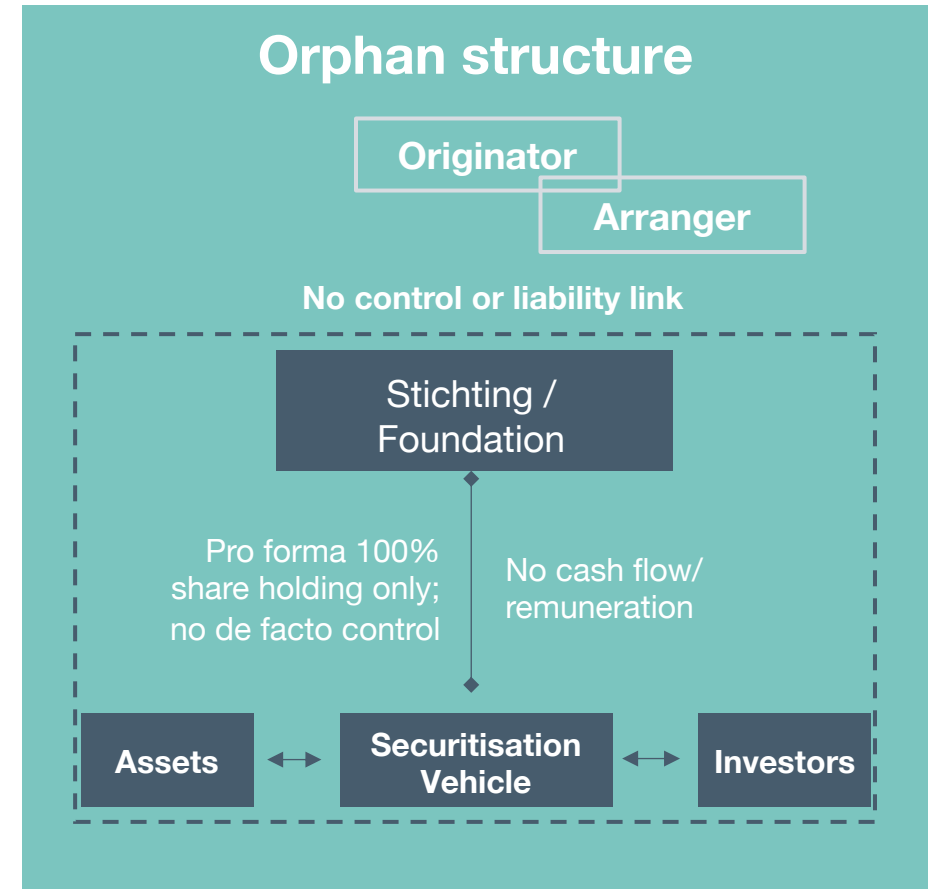 Orphan structure
Originator
Arranger
No control or liability link
Stichting /
Foundation
Pro forma 100%
share holding only;
no de facto control
No cash flow/
remuneration
Assets
Securitisation
Vehicle
Investors